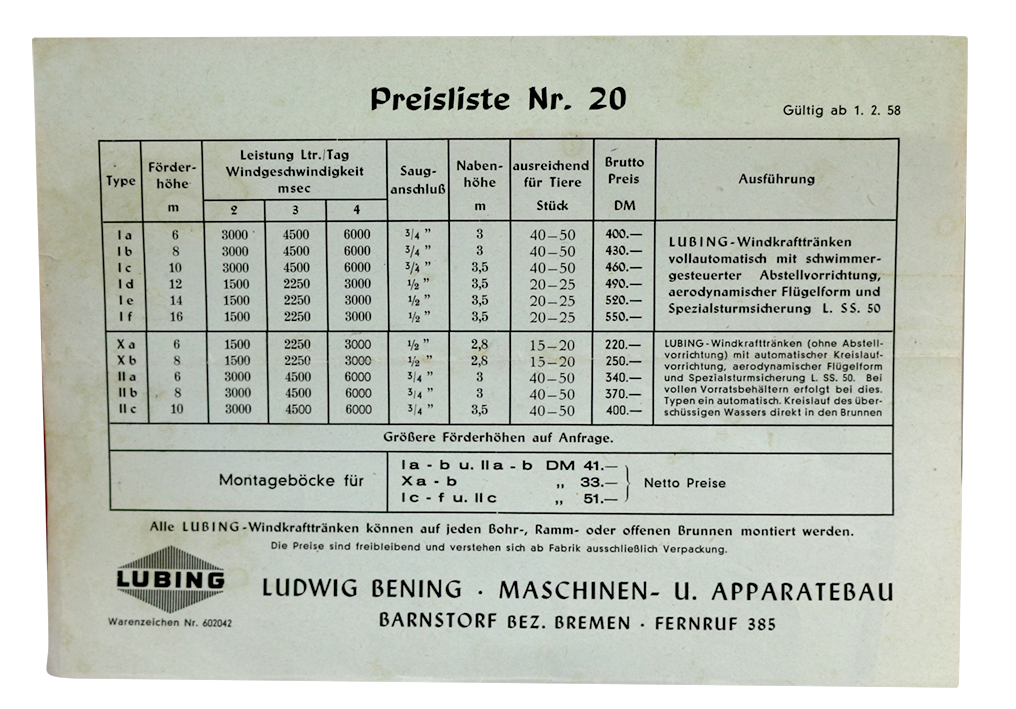 Preisliste Nr. 20
Gültig ab 1. 2. 58
Type Förderhöhe m Leistung Ltr./Tag Windgeschwindigkeit msec 2 3 4 Sauganschluß Nabenhöhe m ausreichend für Tiere Stück Brutto Preis DM Ausführung
I a 6 3000 4500 6000 3/4 " 3 40—50 400.—
I b 8 3000 4500 6000 3/4 " 3 40—50 430.—
I c 10 3000 4500 6000 3/4 " 3,5 40—50 460.—
I d 12 1500 2250 3000 1/2 " 3,5 20—25 490.—
I e 14 1500 2250 3000 1/2 " 3,5 20—25 520.—
I f 16 1500 2250 3000 1/2 " 3,5 20—25 550.—
LUBING-Windkrafttränken
vollautomatisch mit schwimmer-
gesteuerter Abstellvorrichtung,
aerodynamischer Flügelform und
Spezialsturmsicherung L. SS. 50
X a 6 1500 2250 3000 1/2 " 2,8 15—20 220.—
X b 8 1500 2250 3000 1/2 " 2,8 15—20 250.—
II a 6 3000 4500 6000 3/4 " 3 40—50 340.—
II b 8 3000 4500 6000 3/4 " 3 40—50 370.—
II c 10 3000 4500 6000 3/4 " 3,5 40—50 400.—
LUBING-Windkrafttränken (ohne Abstell-
vorrichtung) mit automatischer Kreislauf-
vorrichtung, aerodynamischer Flügelform
und Spezialsturmsicherung L. SS. 50. Bei
vollen Vorratsbehältern erfolgt bei dies.
Typen ein automatisch. Kreislauf des über-
schüssigen Wassers direkt in den Brunnen
Größere Förderhöhen auf Anfrage.
Montageböcke für
Ia - b u. IIa - b DM 41.—
Xa - b „ 33.—
Ic - f u. IIc „ 51.—
Netto Preise
Alle LUBING-Windkrafttränken können auf jeden Bohr-, Ramm- oder offenen Brunnen montiert werden.
Die Preise sind freibleibend und verstehen sich ab Fabrik ausschließlich Verpackung.
LUBING
Warenzeichen Nr. 602042
LUDWIG BENING · MASCHINEN- U. APPARATEBAU
BARNSTORF BEZ. BREMEN · FERNRUF 385